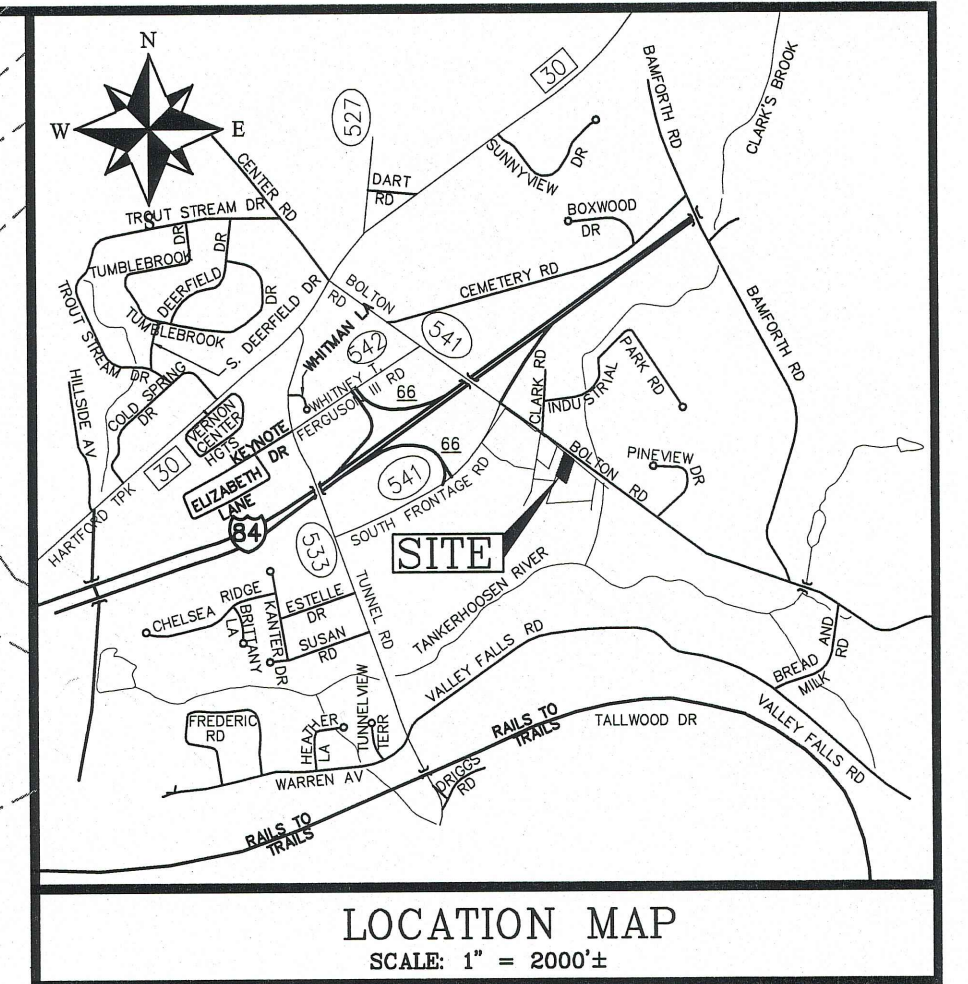 N
W
E
S
30
527
BAMFORTH RD
CLARK'S BROOK
CENTER RD
SUNNYVIEW
DR
DART
RD
TROUT STREAM DR
BOXWOOD
DR
DR
DR
TUMBLEBROOK
DEERFIELD
DR
TUMBLEBROOK
TROUT STREAM DR
S. DEERFIELD DR
BOLTON
RD
CEMETERY RD
WHITMAN LA
541
542
BAMFORTH RD
HILLSIDE AV
COLD SPRING
DR
WHITNEY T.
FERGUSON III RD
66
CLARK RD
INDUSTRIAL
PARK RD
VERNON
CENTER
HGTS
KEYNOTE
DR
30
66
541
BOLTON
RD
PINEVIEW
DR
ELIZABETH
LANE
HARTFORD TPK
84
SOUTH FRONTAGE RD
533
SITE
TANKERHOOSEN RIVER
TUNNEL RD
CHELSEA RIDGE
BRITTANY
LA
KANTER DR
ESTELLE
DR
SUSAN
RD
VALLEY FALLS RD
BREAD AND
MILK RD
FREDERIC
RD
HEATHER
LA
TUNNELVIEW
TERR
RAILS TO
TRAILS
TALLWOOD DR
VALLEY FALLS RD
WARREN AV
DRIGGS
RD
RAILS TO
TRAILS
LOCATION MAP
SCALE: 1" = 2000'±